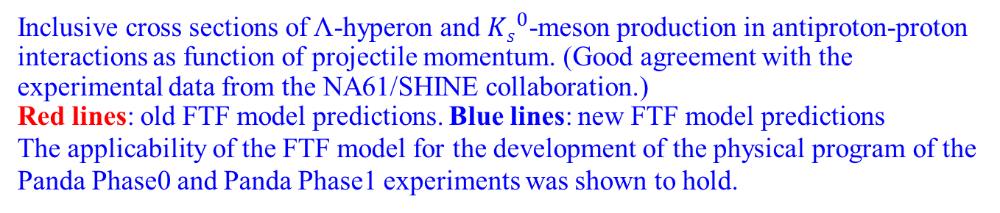 Inclusive cross sections of Λ-hyperon and $K_s^0$-meson production in antiproton-proton
interactions as function of projectile momentum. (Good agreement with the
experimental data from the NA61/SHINE collaboration.)
Red lines: old FTF model predictions. Blue lines: new FTF model predictions
The applicability of the FTF model for the development of the physical program of the
Panda Phase0 and Panda Phase1 experiments was shown to hold.